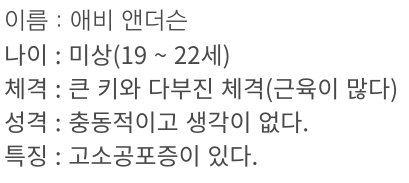 이름 : 애비 앤더슨
나이 : 미상(19 ~ 22세)
체격 : 큰 키와 다부진 체격(근육이 많다)
성격 : 충동적이고 생각이 없다.
특징 : 고소공포증이 있다.